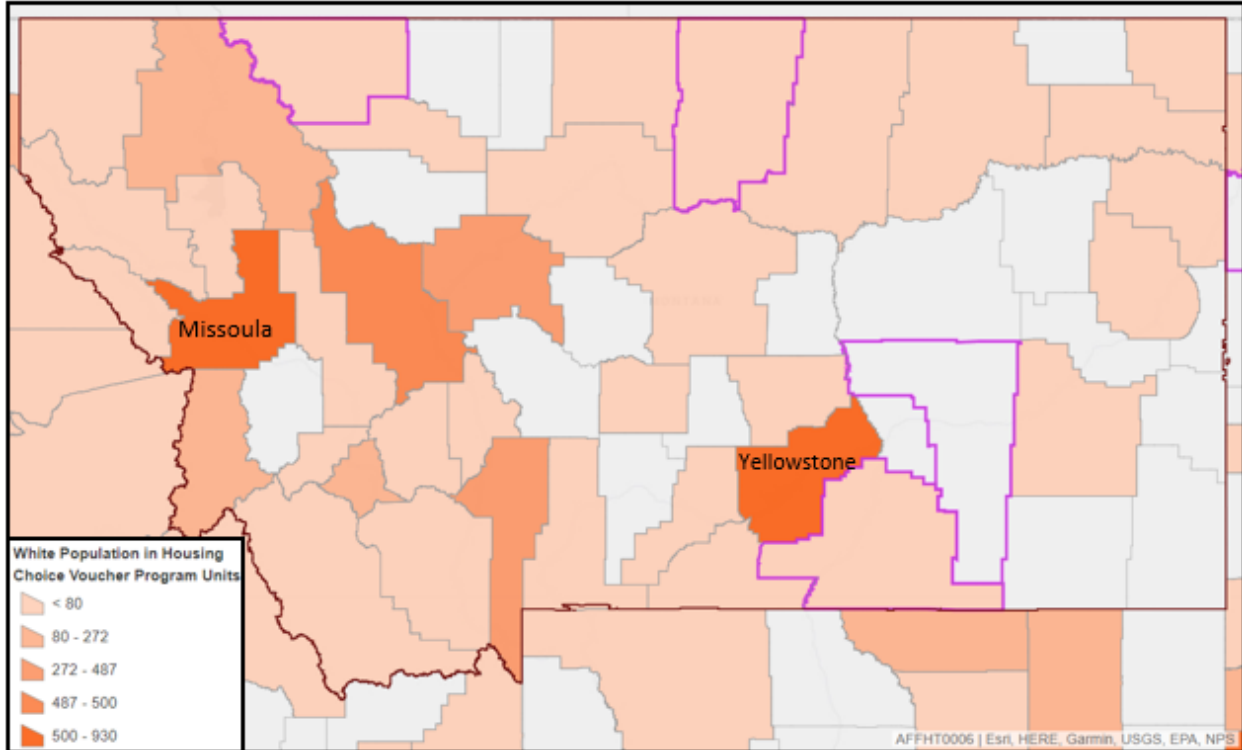 MONTANA
Missoula
Yellowstone
White Population in Housing
Choice Voucher Program Units
< 80
80 - 272
272 - 487
487 - 500
500 - 930
AFFHT0006 | Esri, HERE, Garmin, USGS, EPA, NPS